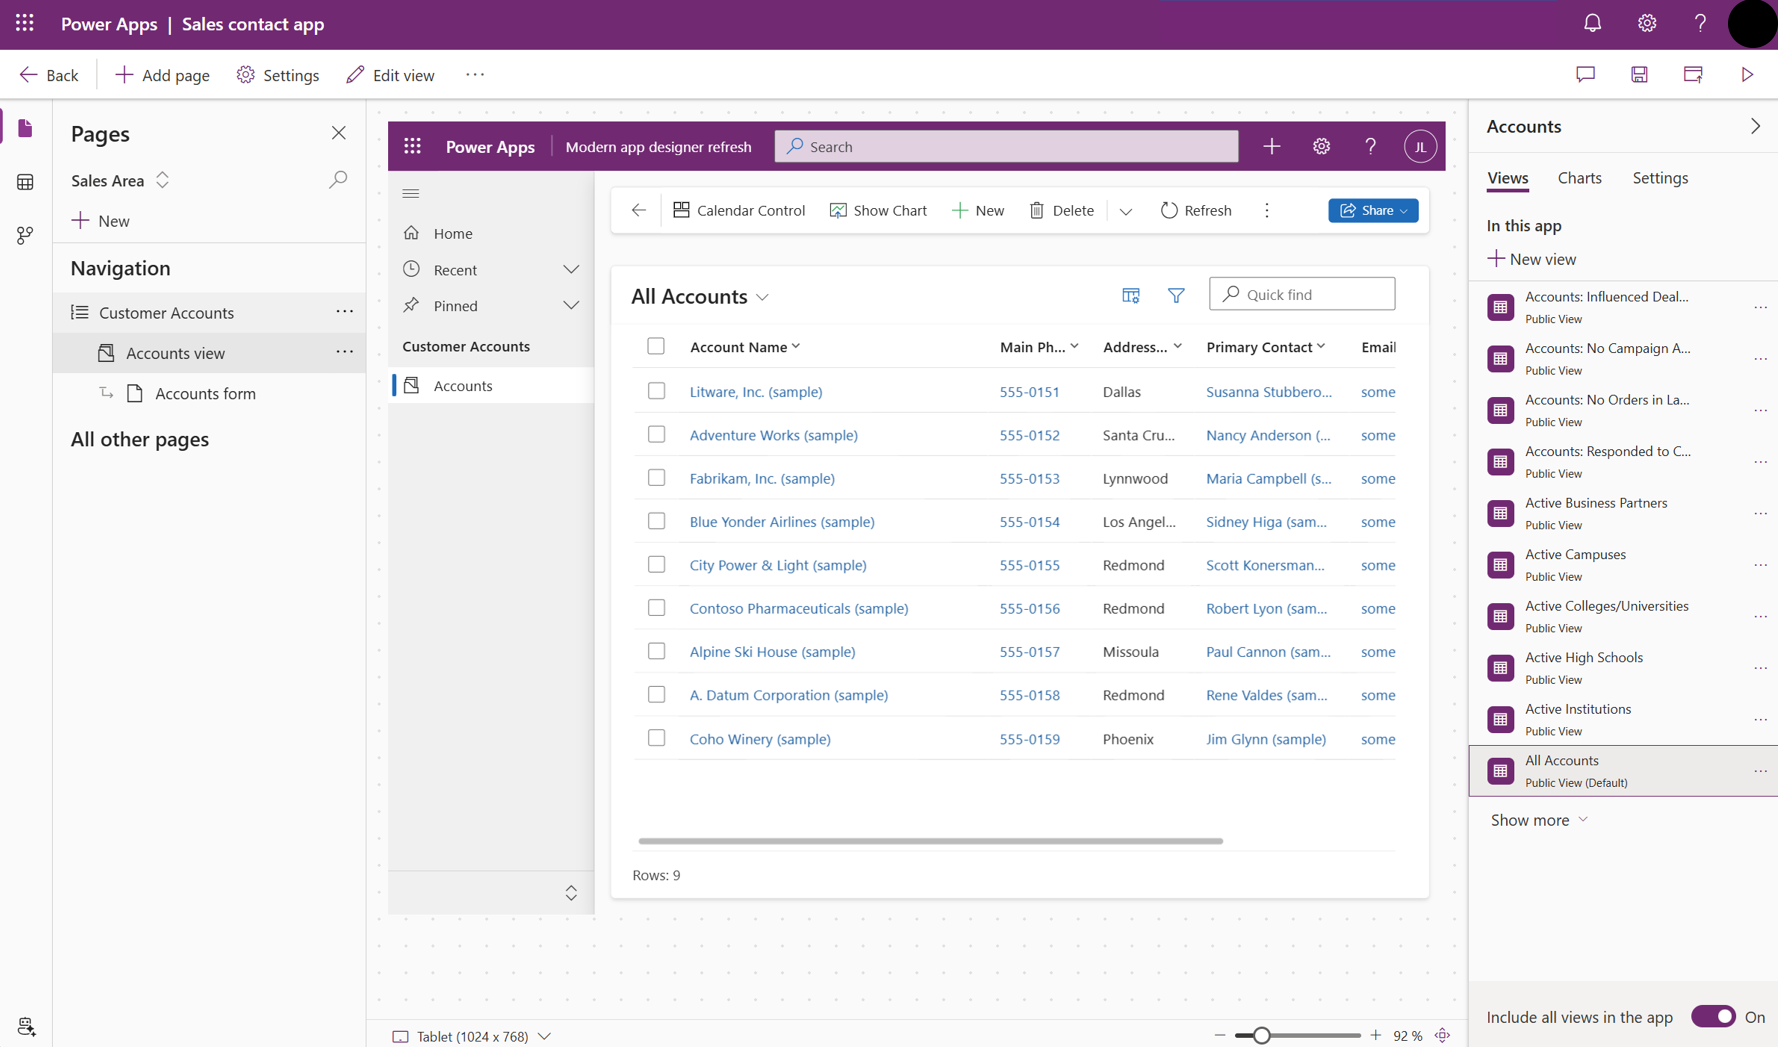 Power Apps | Sales contact app
Back
Add page
Settings
Edit view
Pages
Sales Area
New
Navigation
Customer Accounts
Accounts view
Accounts form
All other pages
Power Apps
Modern app designer refresh
Search
JL
Home
Recent
Pinned
Customer Accounts
Accounts
Calendar Control
Show Chart
New
Delete
Refresh
Share
All Accounts
Quick find
Account Name Main Ph... Address... Primary Contact Email
Litware, Inc. (sample) 555-0151 Dallas Susanna Stubbero... some
Adventure Works (sample) 555-0152 Santa Cru... Nancy Anderson (... some
Fabrikam, Inc. (sample) 555-0153 Lynnwood Maria Campbell (s... some
Blue Yonder Airlines (sample) 555-0154 Los Angel... Sidney Higa (sam... some
City Power & Light (sample) 555-0155 Redmond Scott Konersman... some
Contoso Pharmaceuticals (sample) 555-0156 Redmond Robert Lyon (sam... some
Alpine Ski House (sample) 555-0157 Missoula Paul Cannon (sam... some
A. Datum Corporation (sample) 555-0158 Redmond Rene Valdes (sam... some
Coho Winery (sample) 555-0159 Phoenix Jim Glynn (sample) some
Rows: 9
Tablet (1024 x 768)
92 %
Accounts
Views Charts Settings
In this app
New view
Accounts: Influenced Deal...
Public View
Accounts: No Campaign A...
Public View
Accounts: No Orders in La...
Public View
Accounts: Responded to C...
Public View
Active Business Partners
Public View
Active Campuses
Public View
Active Colleges/Universities
Public View
Active High Schools
Public View
Active Institutions
Public View
All Accounts
Public View (Default)
Show more
Include all views in the app On